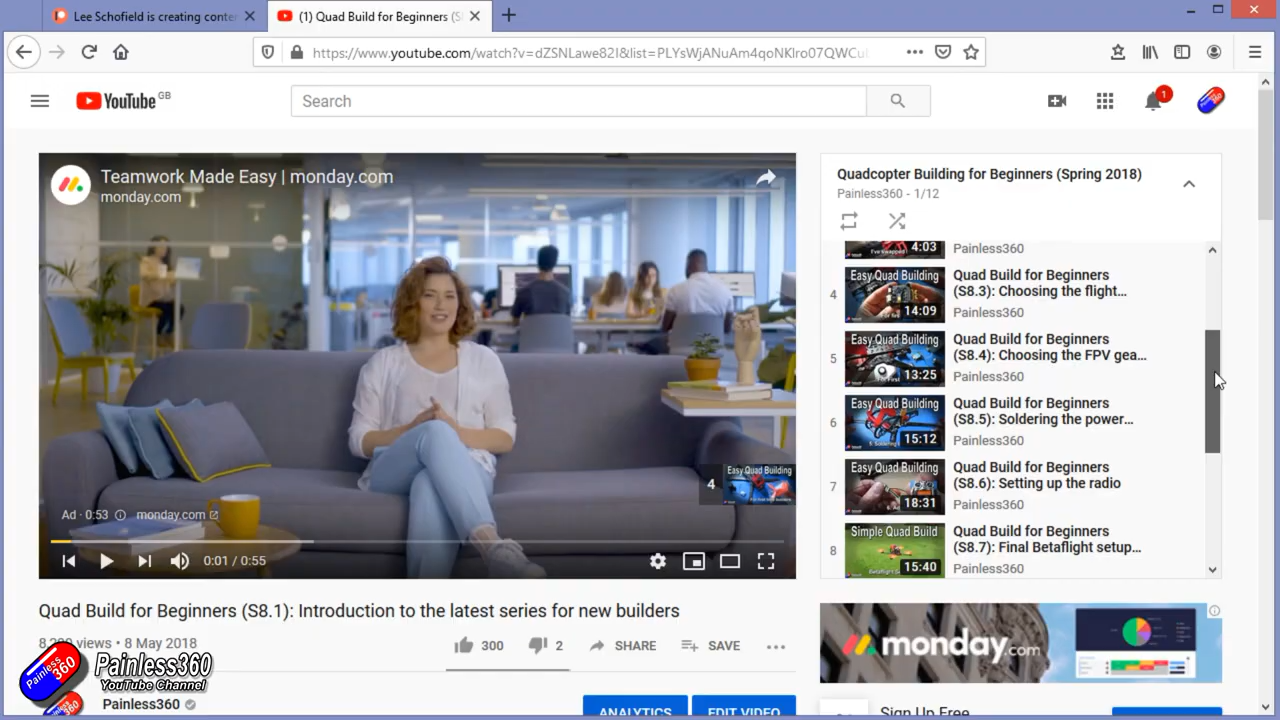 Lee Schofield is creating conte
(1) Quad Build for Beginners (S
https://www.youtube.com/watch?v=dZSNLawe82I&list=PLYsWjANuAm4qoNKlro07QWCu
YouTube GB
Search
1
Teamwork Made Easy | monday.com
monday.com
Ad · 0:53
monday.com
4
Easy Quad Building
0:01 / 0:55
Quadcopter Building for Beginners (Spring 2018)
Painless360 - 1/12
4:03
Painless360
4
Easy Quad Building
14:09
Quad Build for Beginners
(S8.3): Choosing the flight...
Painless360
5
Easy Quad Building
13:25
Quad Build for Beginners
(S8.4): Choosing the FPV gea...
Painless360
6
Easy Quad Building
15:12
Quad Build for Beginners
(S8.5): Soldering the power...
Painless360
7
Easy Quad Building
18:31
Quad Build for Beginners
(S8.6): Setting up the radio
Painless360
8
Simple Quad Build
15:40
Quad Build for Beginners
(S8.7): Final Betaflight setup...
Painless360
Quad Build for Beginners (S8.1): Introduction to the latest series for new builders
views • 8 May 2018
300
2
SHARE
SAVE
monday.com
Painless360
Painless360
YouTube Channel
Painless360
ANALYTICS
EDIT VIDEO
Sign Up Free